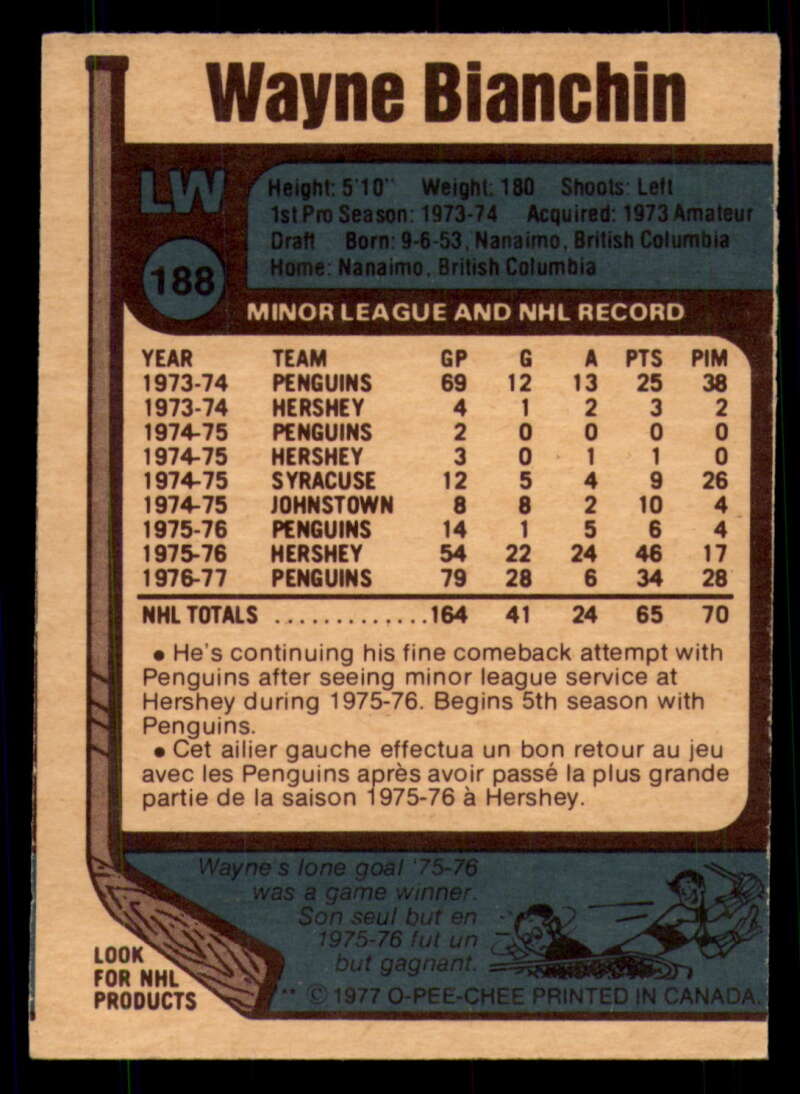 Wayne Bianchin
LW
188
Height: 5'10" Weight: 180 Shoots: Left
1st Pro Season: 1973-74 Acquired: 1973 Amateur
Draft Born: 9-6-53, Nanaimo, British Columbia
Home: Nanaimo, British Columbia
MINOR LEAGUE AND NHL RECORD
YEAR TEAM GP G A PTS PIM
1973-74 PENGUINS 69 12 13 25 38
1973-74 HERSHEY 4 1 2 3 2
1974-75 PENGUINS 2 0 0 0 0
1974-75 HERSHEY 3 0 1 1 0
1974-75 SYRACUSE 12 5 4 9 26
1974-75 JOHNSTOWN 8 8 2 10 4
1975-76 PENGUINS 14 1 5 6 4
1975-76 HERSHEY 54 22 24 46 17
1976-77 PENGUINS 79 28 6 34 28
NHL TOTALS .............164 41 24 65 70
• He's continuing his fine comeback attempt with
Penguins after seeing minor league service at
Hershey during 1975-76. Begins 5th season with
Penguins.
• Cet ailier gauche effectua un bon retour au jeu
avec les Penguins après avoir passé la plus grande
partie de la saison 1975-76 à Hershey.
Wayne's lone goal '75-76
was a game winner.
Son seul but en
1975-76 fut un
but gagnant.
LOOK
FOR NHL
PRODUCTS
** © 1977 O-PEE-CHEE PRINTED IN CANADA.